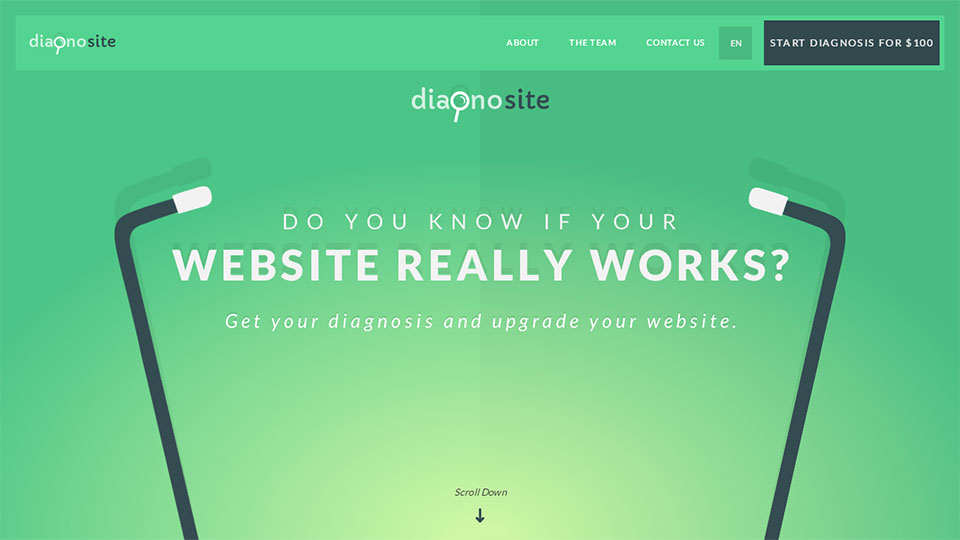 diagnosite
ABOUT
THE TEAM
CONTACT US
EN
START DIAGNOSIS FOR $100
diagnosite
DO YOU KNOW IF YOUR
WEBSITE REALLY WORKS?
Get your diagnosis and upgrade your website.
Scroll Down